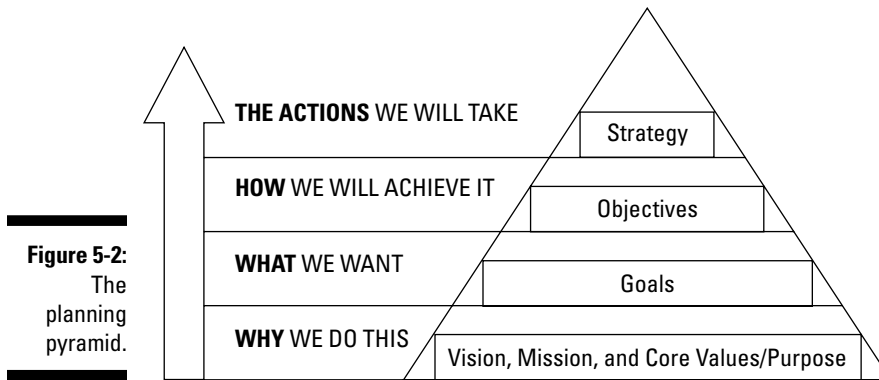 THE ACTIONS WE WILL TAKE
Strategy
HOW WE WILL ACHIEVE IT
Objectives
WHAT WE WANT
Goals
WHY WE DO THIS
Vision, Mission, and Core Values/Purpose
Figure 5-2:
The
planning
pyramid.